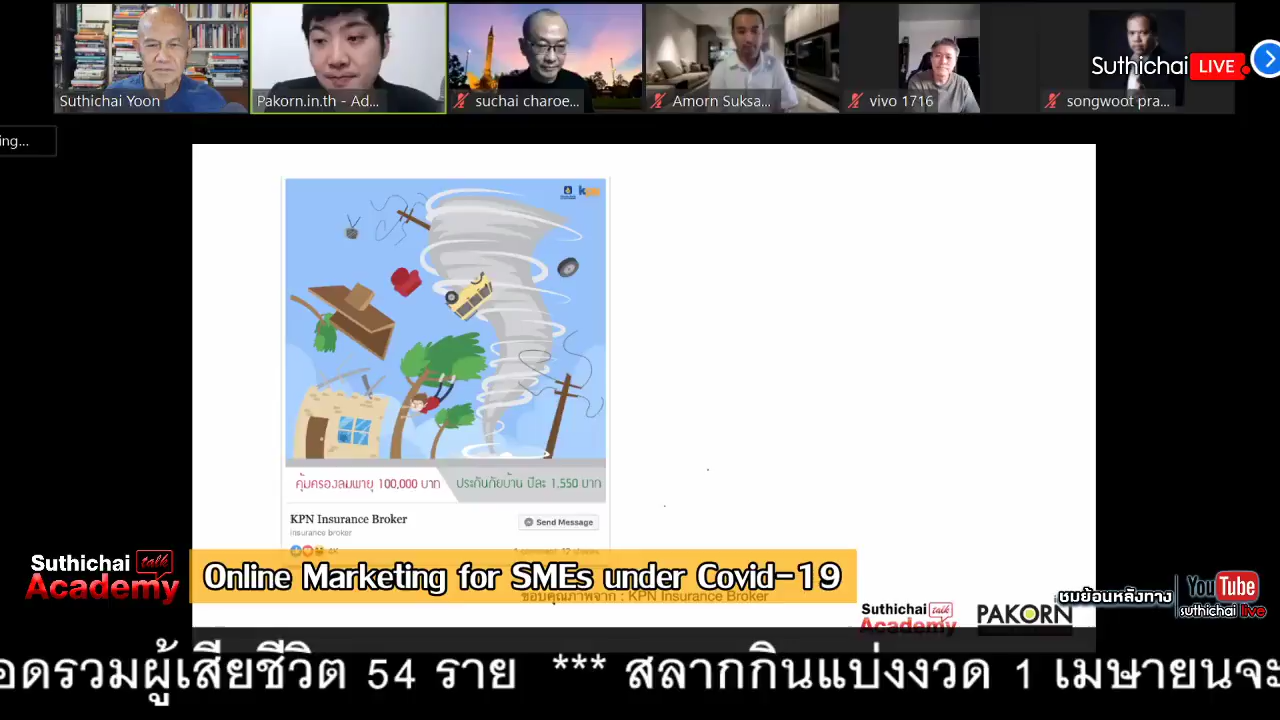 Suthichai Yoon
Pakorn.in.th - Ad...
suchai charoe...
Amorn Suksa...
vivo 1716
songwoot pra...
Suthichai LIVE
ing...
คุ้มครองลมพายุ 100,000 บาท
ประกันภัยบ้าน ปีละ 1,550 บาท
KPN Insurance Broker
insurance broker
Send Message
4K
Suthichai talk
Academy
Online Marketing for SMEs under Covid-19
ขอบคุณภาพจาก : KPN Insurance Broker
Suthichai talk
Academy
PAKORN
ชมย้อนหลังทาง
YouTube
suthichai live
อดรวมผู้เสียชีวิต 54 ราย *** สลากกินแบ่งงวด 1 เมษายนจะ